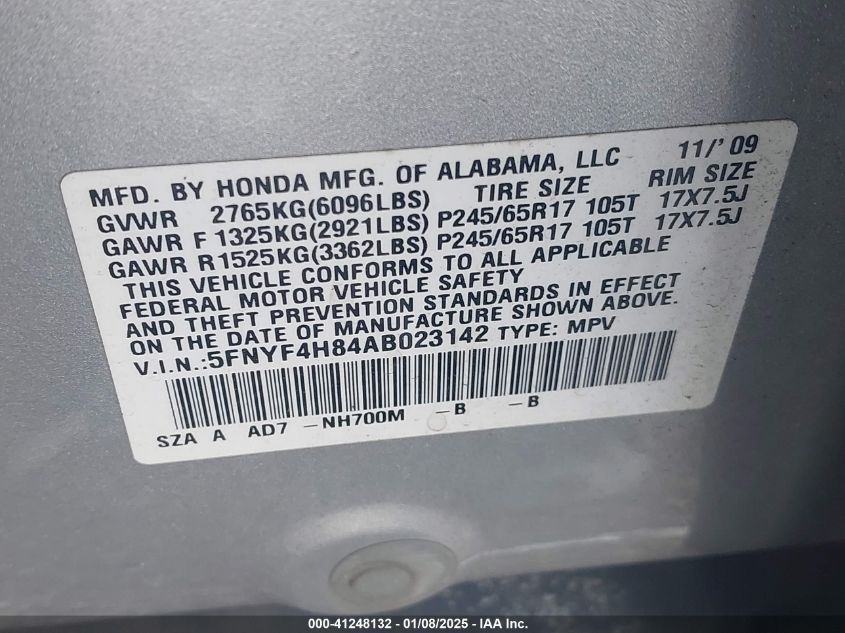 MFD. BY HONDA MFG. OF ALABAMA, LLC 11/'09
GVWR 2765KG(6096LBS) TIRE SIZE RIM SIZE
GAWR F 1325KG(2921LBS) P245/65R17 105T 17X7.5J
GAWR R1525KG(3362LBS) P245/65R17 105T 17X7.5J
THIS VEHICLE CONFORMS TO ALL APPLICABLE
FEDERAL MOTOR VEHICLE SAFETY
AND THEFT PREVENTION STANDARDS IN EFFECT
ON THE DATE OF MANUFACTURE SHOWN ABOVE.
V.I.N.:5FNYF4H84AB023142 TYPE: MPV
SZA A AD7 -NH700M -B -B
000-41248132 - 01/08/2025 - IAA Inc.